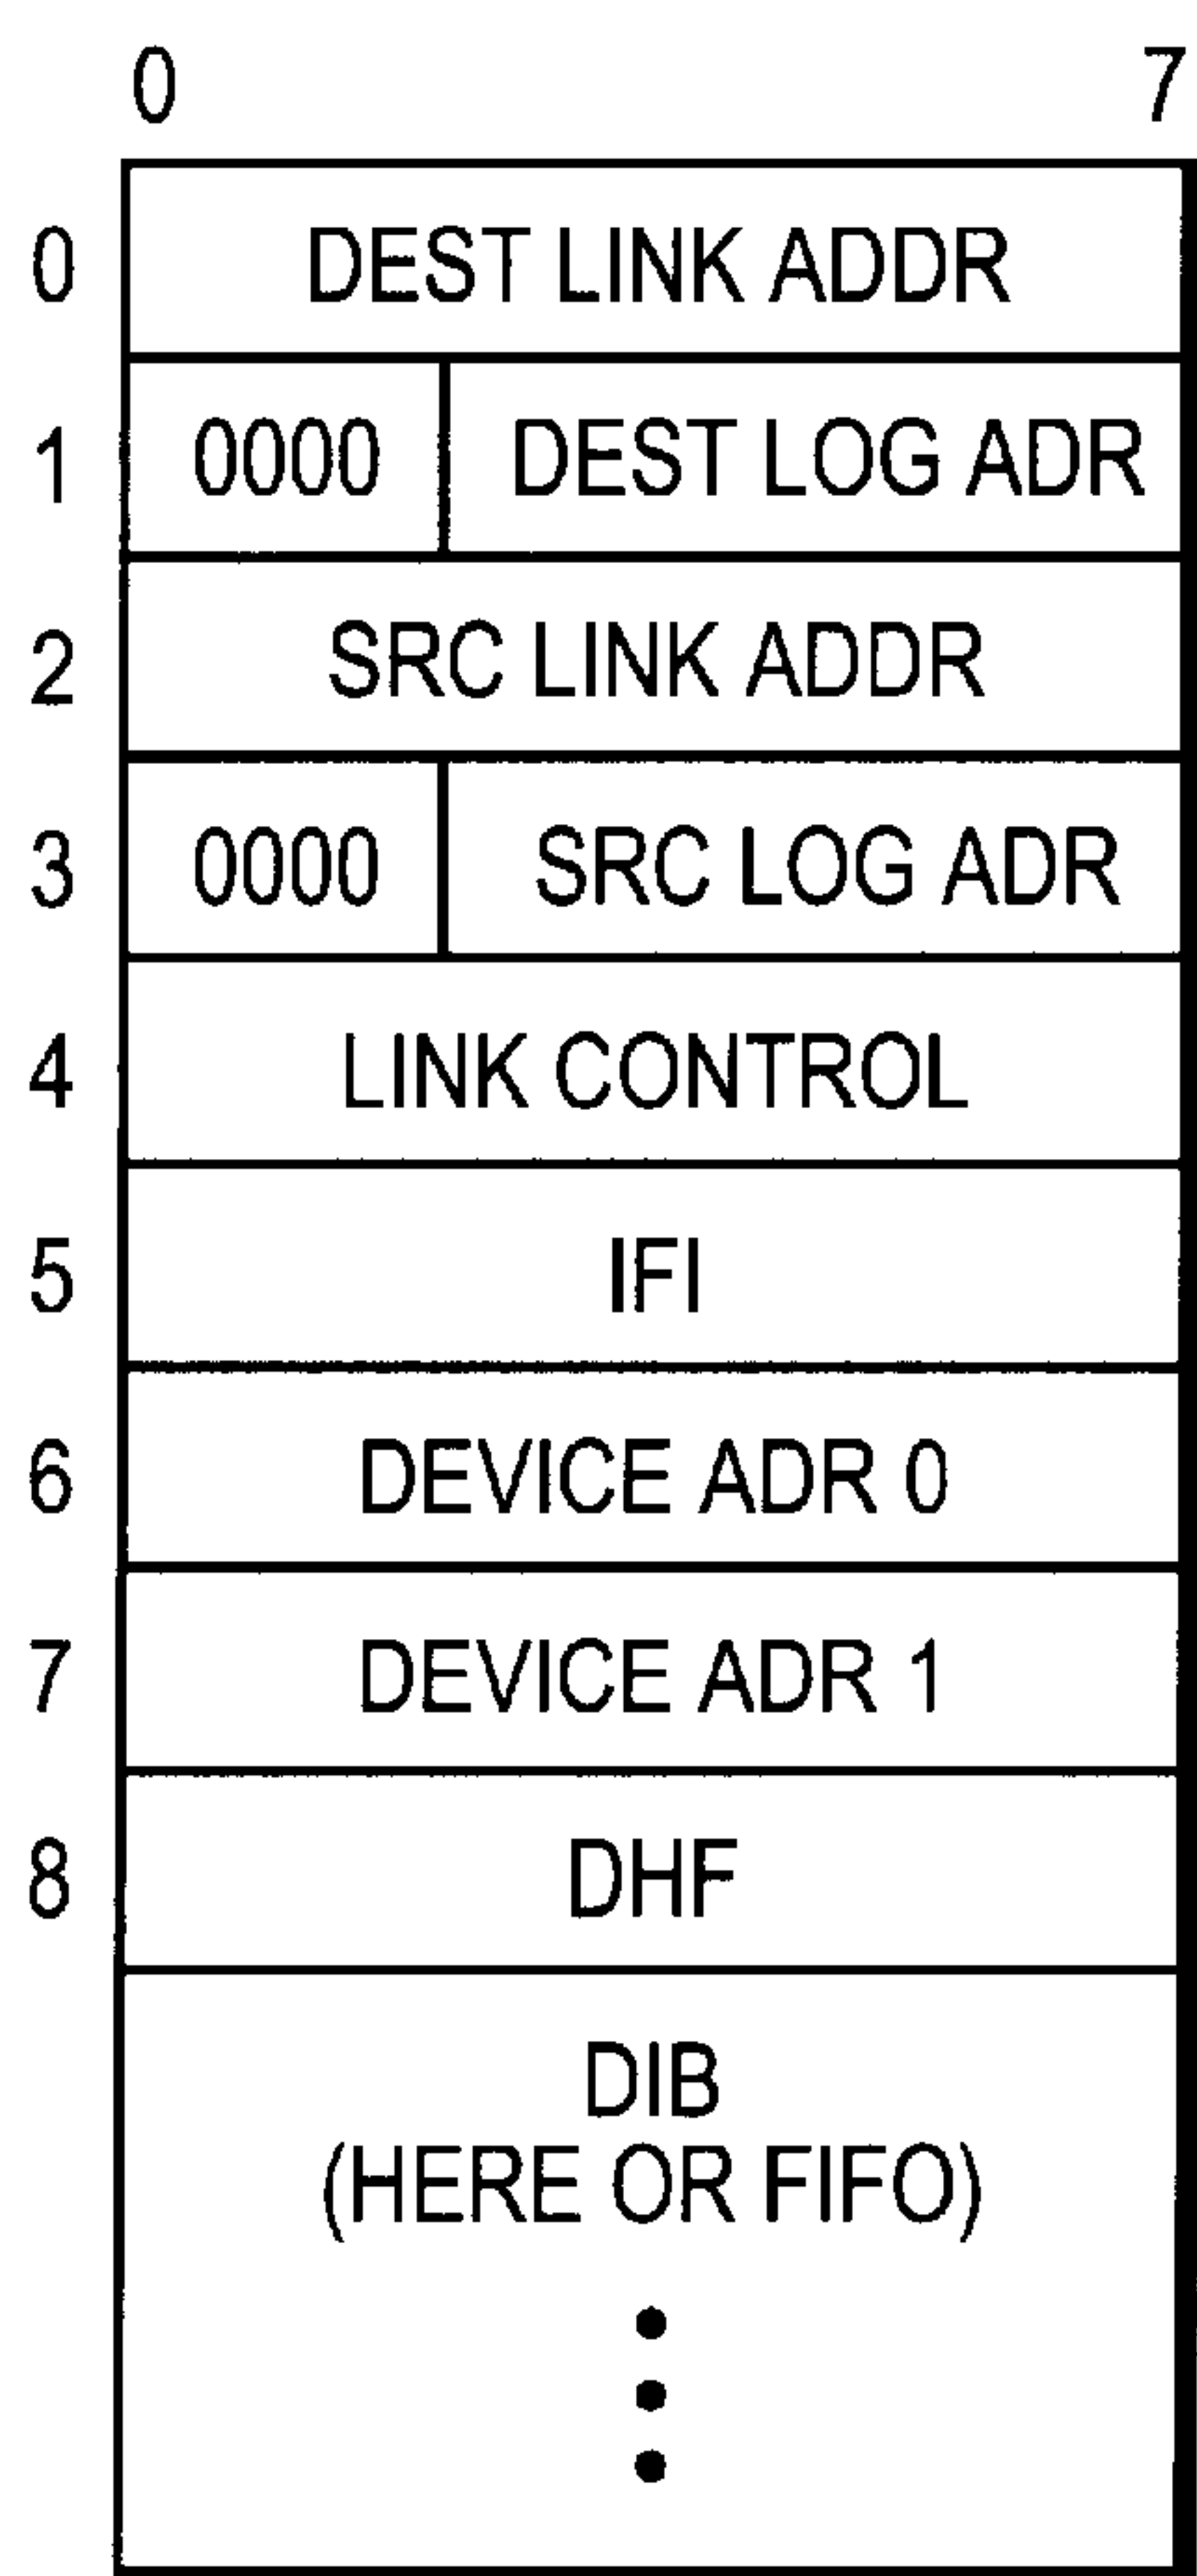 0 7
0 DEST LINK ADDR
1 0000 DEST LOG ADR
2 SRC LINK ADDR
3 0000 SRC LOG ADR
4 LINK CONTROL
5 IFI
6 DEVICE ADR 0
7 DEVICE ADR 1
8 DHF
DIB
(HERE OR FIFO)